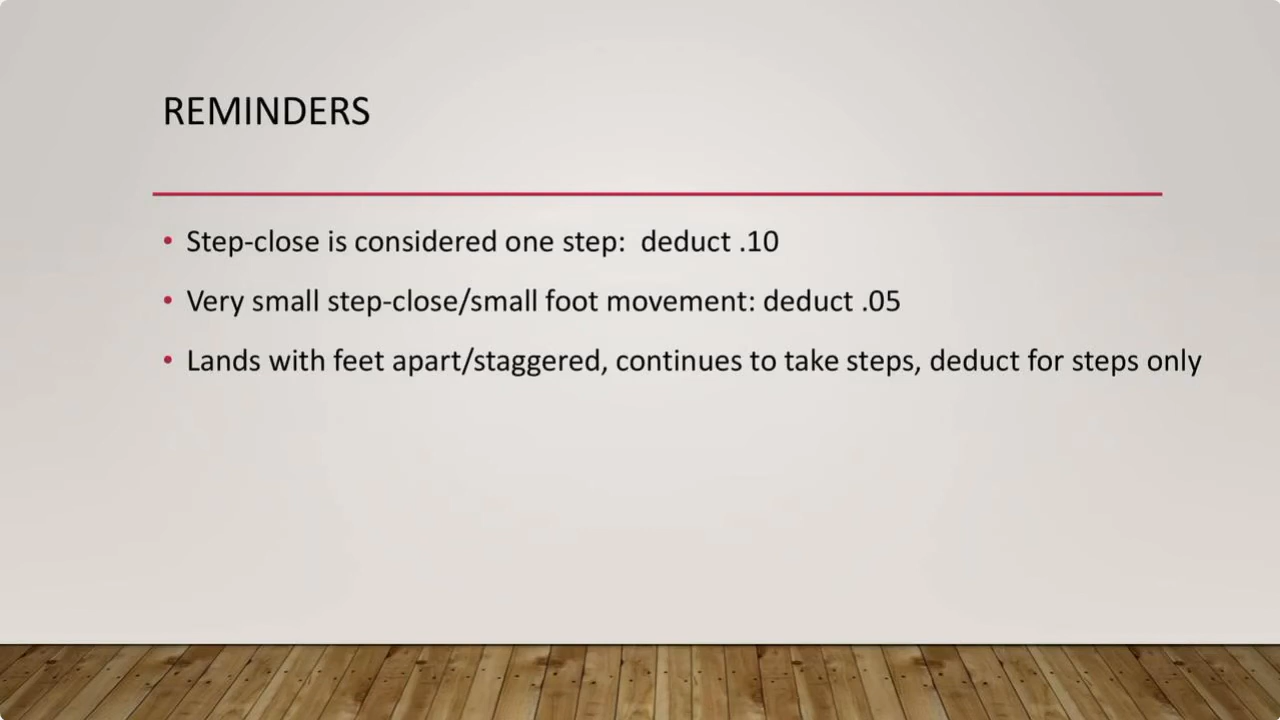 REMINDERS
• Step-close is considered one step:  deduct .10
• Very small step-close/small foot movement: deduct .05
• Lands with feet apart/staggered, continues to take steps, deduct for steps only